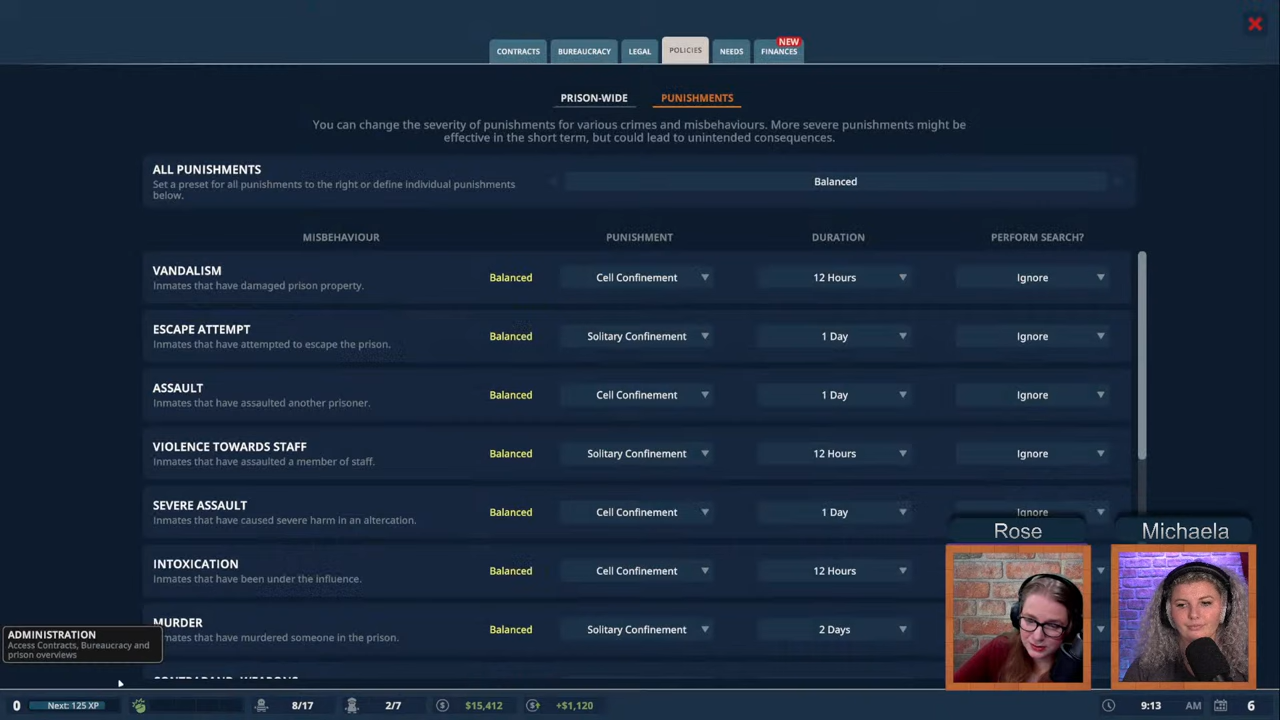 NEW
CONTRACTS
BUREAUCRACY
LEGAL
POLICIES
NEEDS
FINANCES
PRISON-WIDE
PUNISHMENTS
You can change the severity of punishments for various crimes and misbehaviours. More severe punishments might be
effective in the short term, but could lead to unintended consequences.
ALL PUNISHMENTS
Set a preset for all punishments to the right or define individual punishments
below.
Balanced
MISBEHAVIOUR
PUNISHMENT
DURATION
PERFORM SEARCH?
VANDALISM
Inmates that have damaged prison property.
Balanced
Cell Confinement
12 Hours
Ignore
ESCAPE ATTEMPT
Inmates that have attempted to escape the prison.
Balanced
Solitary Confinement
1 Day
Ignore
ASSAULT
Inmates that have assaulted another prisoner.
Balanced
Cell Confinement
1 Day
Ignore
VIOLENCE TOWARDS STAFF
Inmates that have assaulted a member of staff.
Balanced
Solitary Confinement
12 Hours
Ignore
SEVERE ASSAULT
Inmates that have caused severe harm in an altercation.
Balanced
Cell Confinement
1 Day
Ignore
Rose
Michaela
INTOXICATION
Inmates that have been under the influence.
Balanced
Cell Confinement
12 Hours
MURDER
nmates that have murdered someone in the prison.
Balanced
Solitary Confinement
2 Days
ADMINISTRATION
Access Contracts, Bureaucracy and
prison overviews
CONTRABAND: WEAPONS
0
Next: 125 XP
8/17
2/7
$15,412
+$1,120
9:13 AM
6